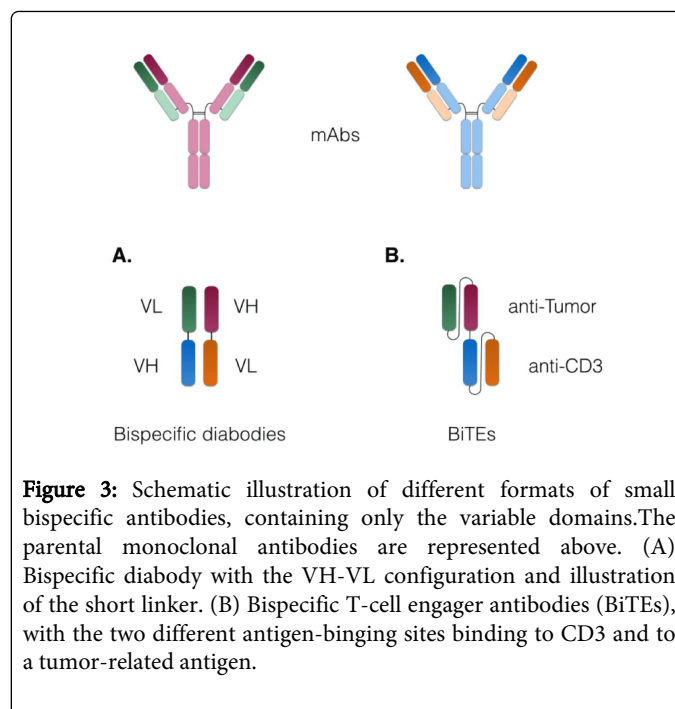 mAbs
A. B.
VL VH anti-Tumor
VH VL anti-CD3
Bispecific diabodies BiTEs
Figure 3: Schematic illustration of different formats of small
bispecific antibodies, containing only the variable domains.The
parental monoclonal antibodies are represented above. (A)
Bispecific diabody with the VH-VL configuration and illustration
of the short linker. (B) Bispecific T-cell engager antibodies (BiTEs),
with the two different antigen-binging sites binding to CD3 and to
a tumor-related antigen.